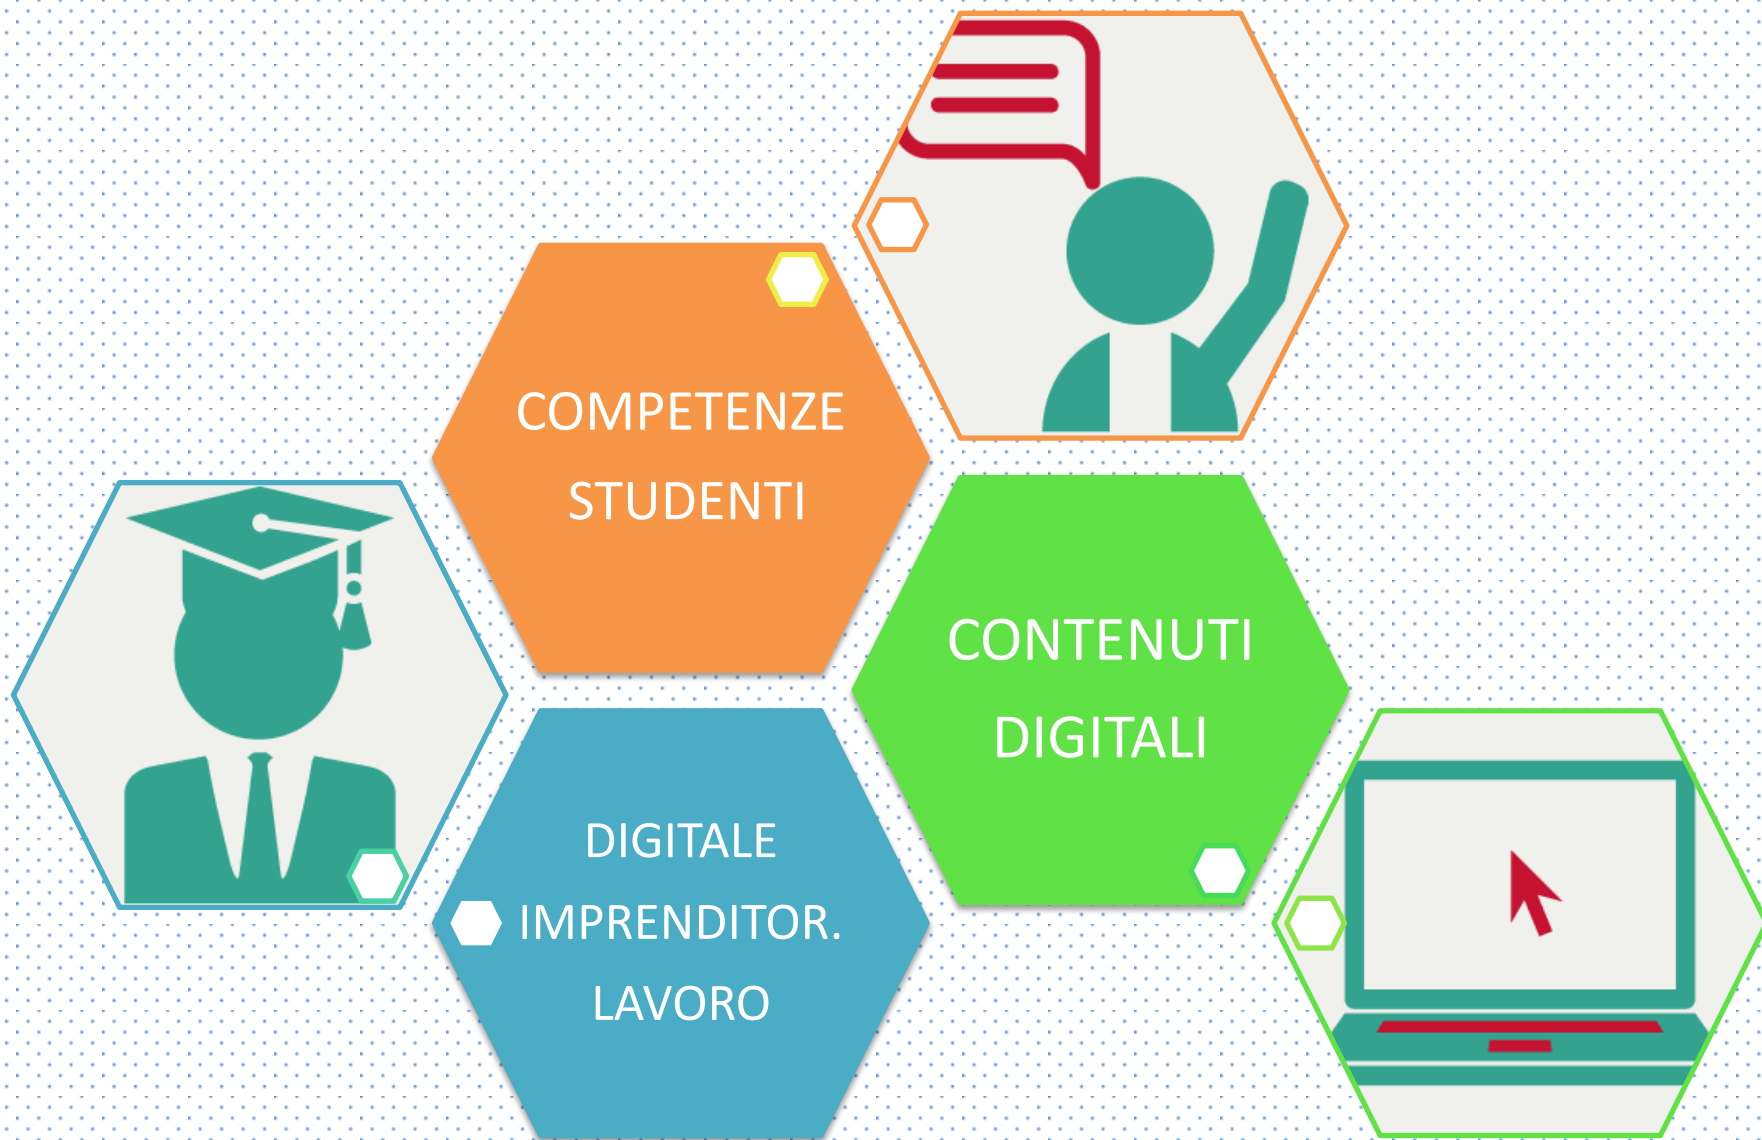 COMPETENZE
STUDENTI
CONTENUTI
DIGITALI
DIGITALE
IMPRENDITOR.
LAVORO